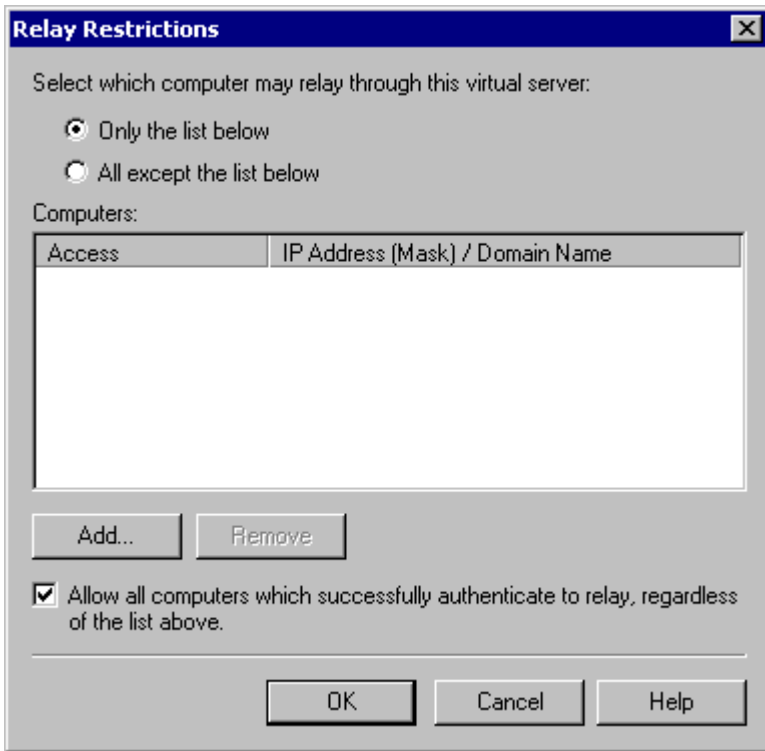 Relay Restrictions
Select which computer may relay through this virtual server:
Only the list below
All except the list below
Computers:
Access IP Address (Mask) / Domain Name
Add... Remove
Allow all computers which successfully authenticate to relay, regardless
of the list above.
OK Cancel Help